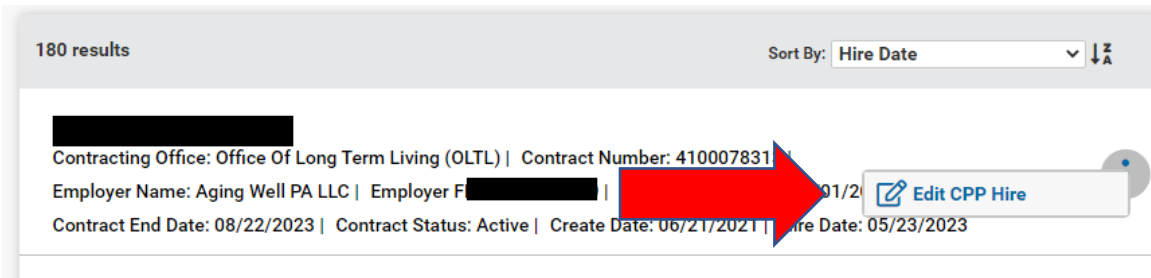 180 results
Sort By: Hire Date
Contracting Office: Office Of Long Term Living (OLTL) | Contract Number: 410007831
Employer Name: Aging Well PA LLC | Employer F | 01/2
Edit CPP Hire
Contract End Date: 08/22/2023 | Contract Status: Active | Create Date: 06/21/2021 | Hire Date: 05/23/2023